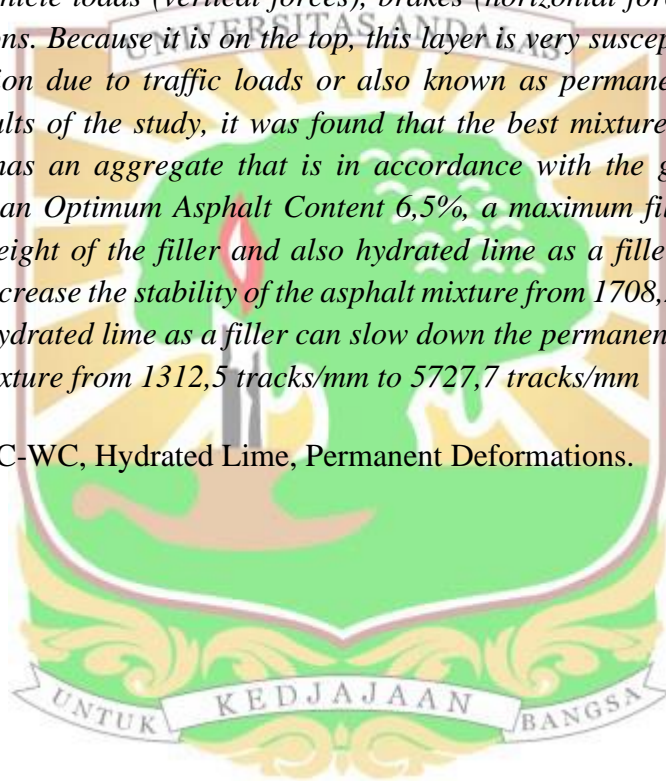 hicle loads (vertical forces), brakes (horizontal for
UNIVERSITAS ANDALAS
ons. Because it is on the top, this layer is very suscep
ion due to traffic loads or also known as permane
ults of the study, it was found that the best mixture
has an aggregate that is in accordance with the g
an Optimum Asphalt Content 6,5%, a maximum fil
eight of the filler and also hydrated lime as a fille
crease the stability of the asphalt mixture from 1708,
ydrated lime as a filler can slow down the permanen
xture from 1312,5 tracks/mm to 5727,7 tracks/mm
C-WC, Hydrated Lime, Permanent Deformations.
UNTUK KEDJAJAAN BANGSA